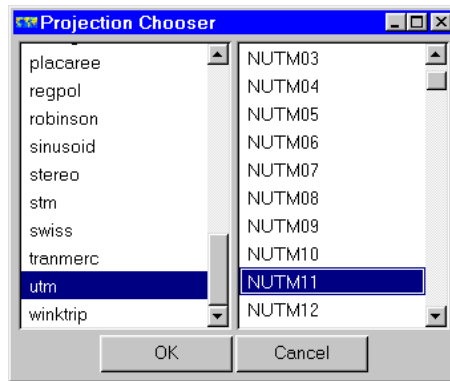 Projection Chooser
placaree
regpol
robinson
sinusoid
stereo
stm
swiss
tranmerc
utm
winktrip
NUTM03
NUTM04
NUTM05
NUTM06
NUTM07
NUTM08
NUTM09
NUTM10
NUTM11
NUTM12
OK
Cancel